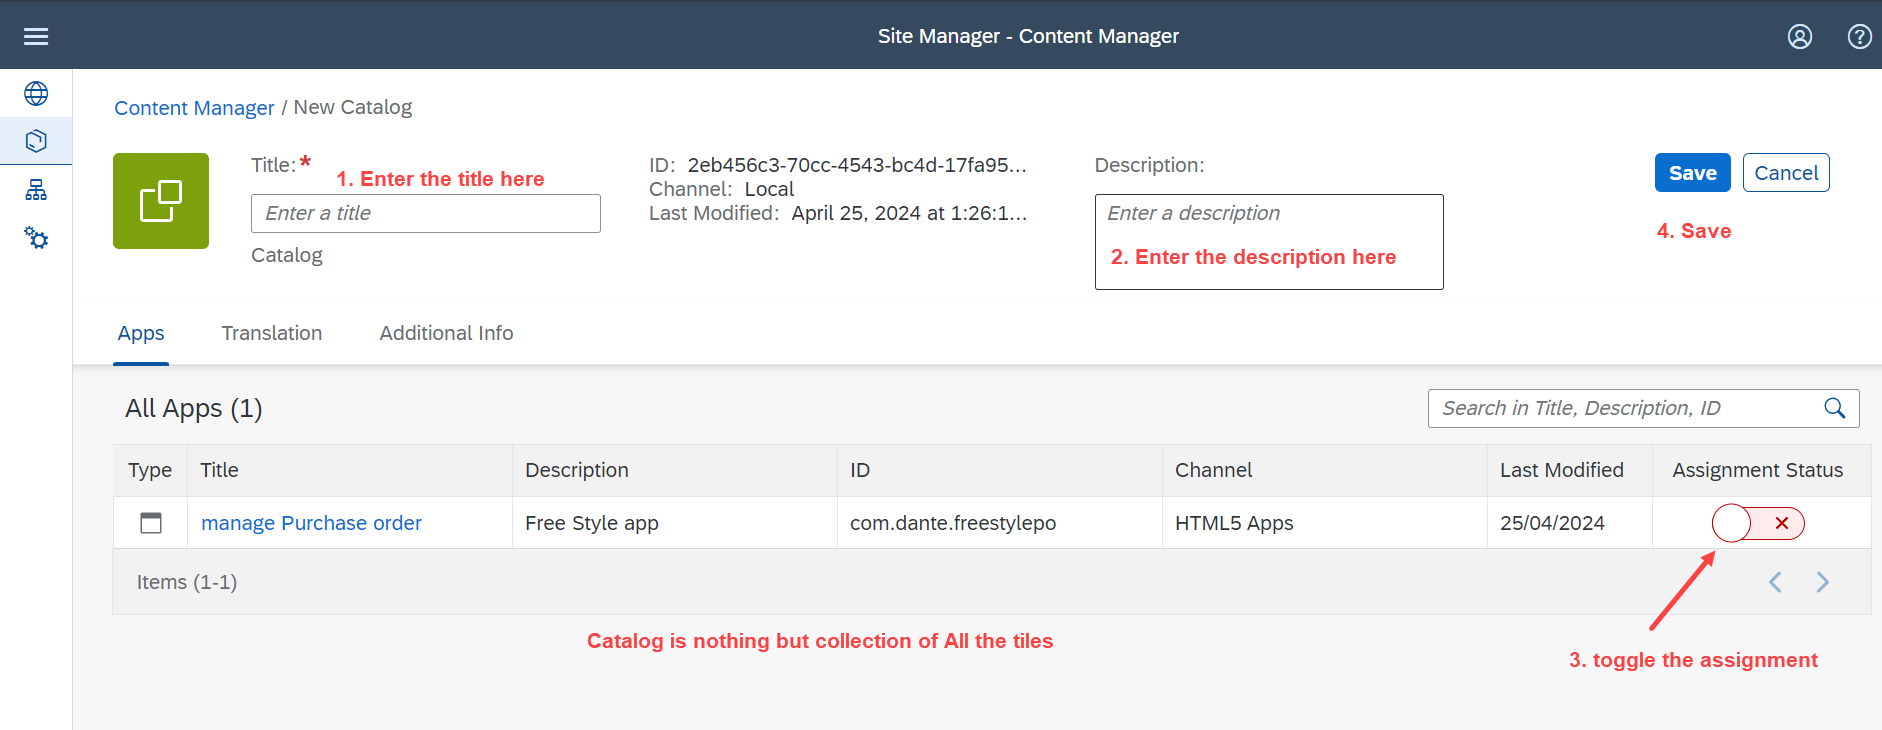 Site Manager - Content Manager
Content Manager / New Catalog
Title:*
1. Enter the title here
Enter a title
Catalog
ID: 2eb456c3-70cc-4543-bc4d-17fa95...
Channel: Local
Last Modified: April 25, 2024 at 1:26:1...
Description:
Enter a description
2. Enter the description here
Save
Cancel
4. Save
Apps
Translation
Additional Info
All Apps (1)
Search in Title, Description, ID
Type Title Description ID Channel Last Modified Assignment Status
manage Purchase order Free Style app com.dante.freestylepo HTML5 Apps 25/04/2024
Items (1-1)
Catalog is nothing but collection of All the tiles
3. toggle the assignment